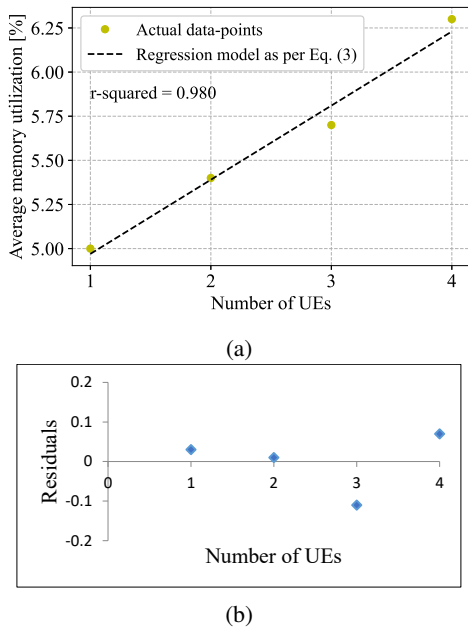 Average memory utilization [%]
6.25
6.00
5.75
5.50
5.25
5.00
Actual data-points
Regression model as per Eq. (3)
r-squared = 0.980
1 2 3 4
Number of UEs
(a)
Residuals
0.2
0.1
0
-0.1
-0.2
0 1 2 3 4
Number of UEs
(b)